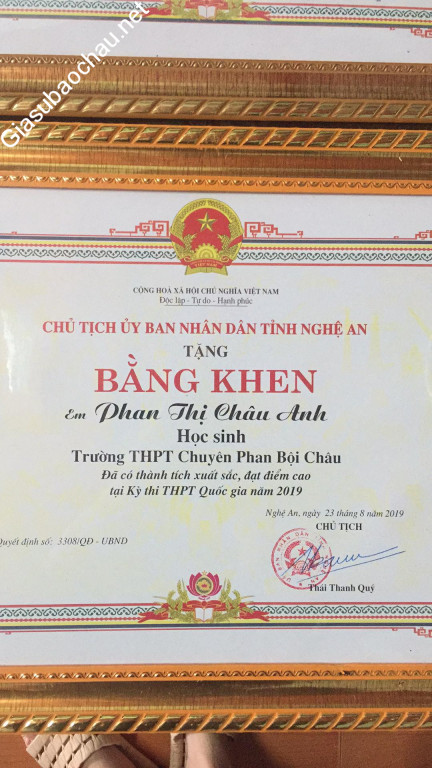 Giasubaochau.net
CỘNG HOÀ XÃ HỘI CHỦ NGHĨA VIỆT NAM
Độc lập - Tự do - Hạnh phúc
CHỦ TỊCH ỦY BAN NHÂN DÂN TỈNH NGHỆ AN
TẶNG
BẰNG KHEN
Em Phan Thị Châu Anh
Học sinh
Trường THPT Chuyên Phan Bội Châu
Đã có thành tích xuất sắc, đạt điểm cao
tại Kỳ thi THPT Quốc gia năm 2019
Nghệ An, ngày 23 tháng 8 năm 2019
CHỦ TỊCH
Quyết định số: 3308/QĐ - UBND
Thái Thanh Quý